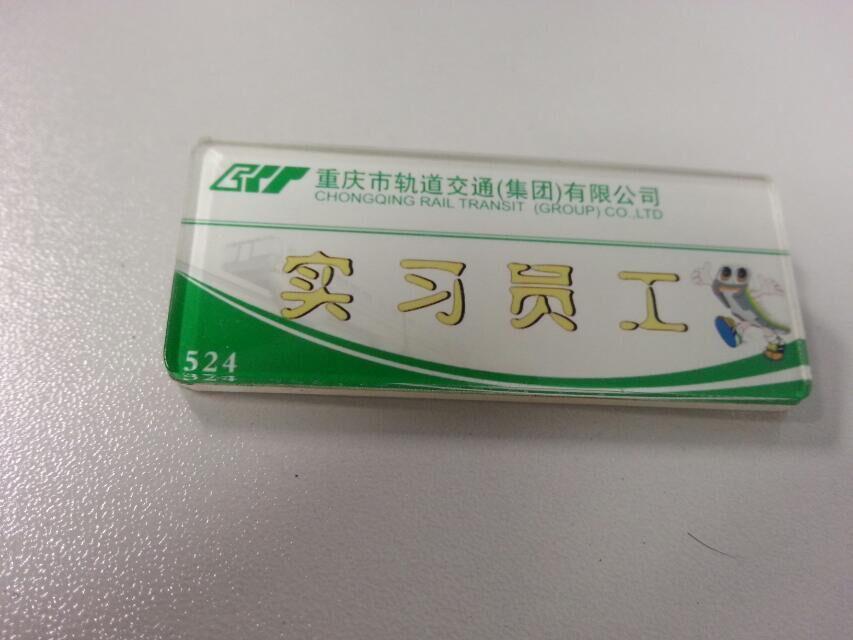 CRT 重庆市轨道交通(集团)有限公司
CHONGQING RAIL TRANSIT (GROUP) CO.,LTD
实习员工
524